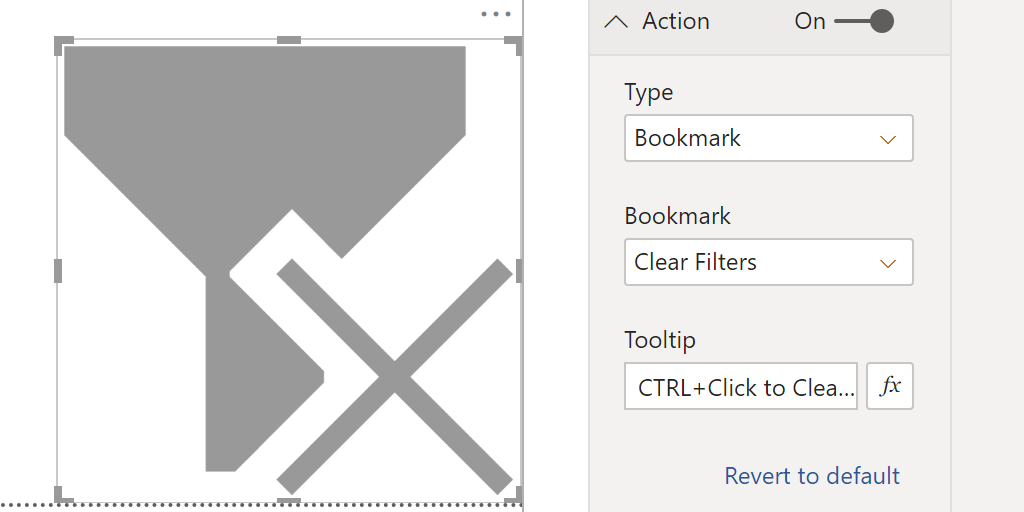 Action On
Type
Bookmark
Bookmark
Clear Filters
Tooltip
CTRL+Click to Clea... fx
Revert to default